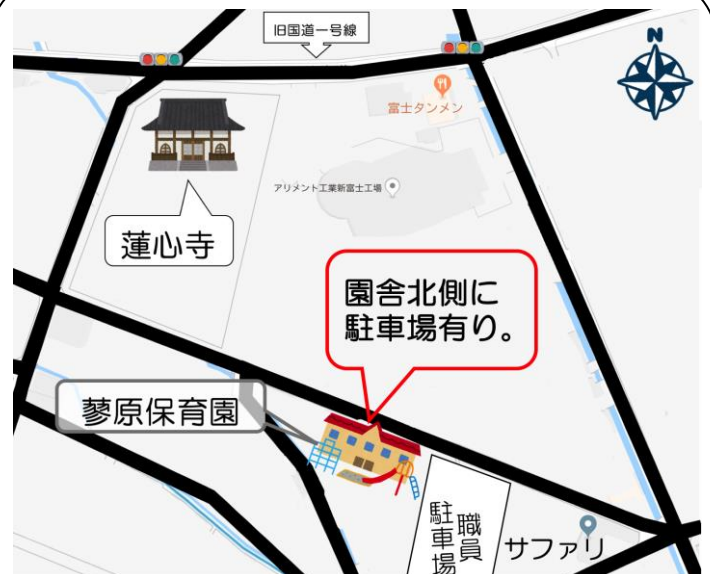 旧国道一号線
N
富士タンメン
アリメント工業新富士工場
蓮心寺
園舎北側に
駐車場有り。
蓼原保育園
職員
駐車場
サファリ